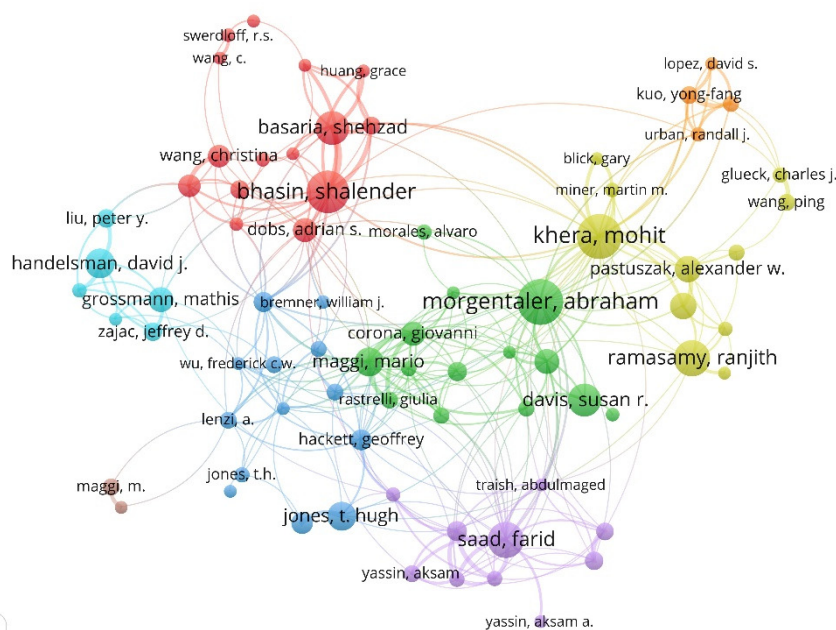 swerdloff, r.s.
wang, c.
huang, grace
lopez, david s.
kuo, yong-fang
basaria, shehzad
urban, randall j.
wang, christina
blick, gary
glueck, charles j.
bhasin, shalender
miner, martin m.
wang, ping
liu, peter y.
dobs, adrian s.
morales, alvaro
khera, mohit
handelsman, david j.
pastuszak, alexander w.
grossmann, mathis
bremner, william j.
morgentaler, abraham
zajac, jeffrey d.
corona, giovanni
wu, frederick c.w.
maggi, mario
ramasamy, ranjith
rastrelli, giulia
davis, susan r.
lenzi, a.
hackett, geoffrey
maggi, m.
jones, t.h.
traish, abdulmaged
jones, t. hugh
saad, farid
yassin, aksam
yassin, aksam a.